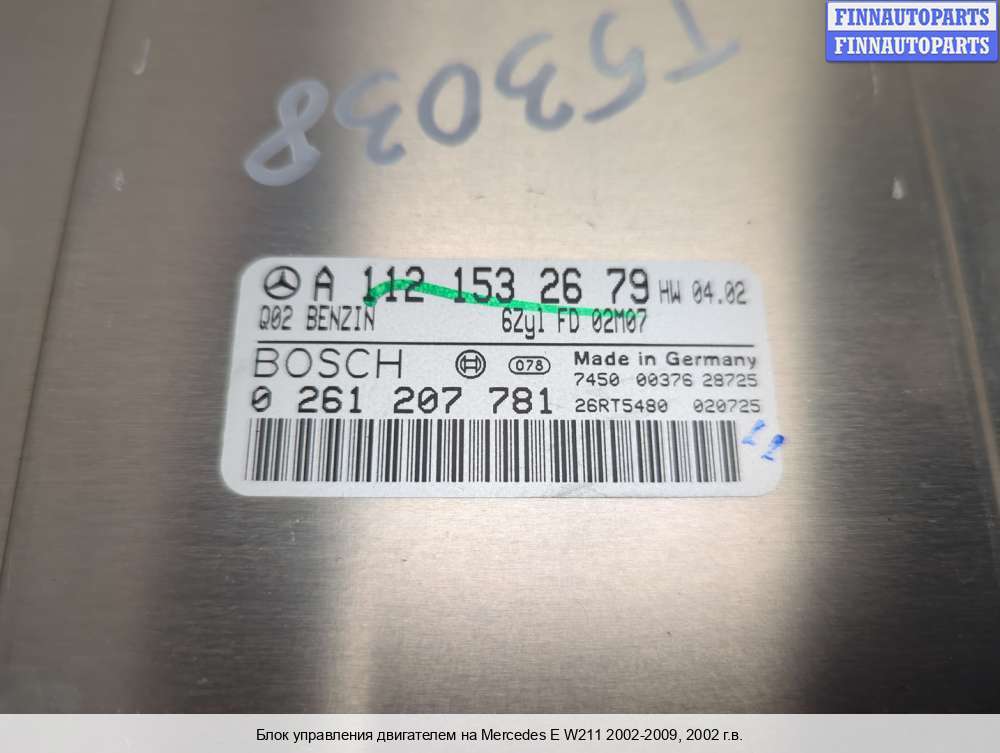 FINNAUTOPARTS
FINNAUTOPARTS
T53038
A 112 153 26 79 HW 04.02
Q02 BENZIN 6Zyl FD 02M07
BOSCH 078 Made in Germany
7450 00376 28725
0 261 207 781 26RT5480 020725
Блок управления двигателем на Mercedes E W211 2002-2009, 2002 г.в.